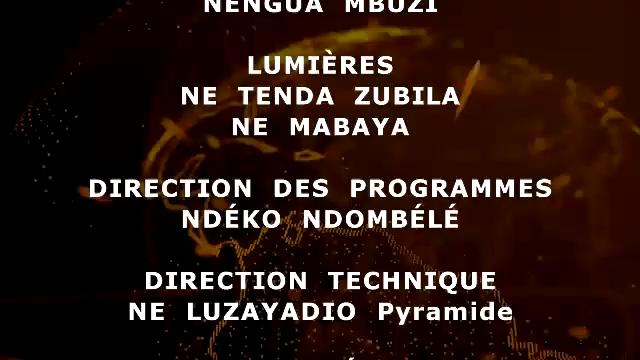 NENGUA MBUZI
LUMIÈRES
NE TENDA ZUBILA
NE MABAYA
DIRECTION DES PROGRAMMES
NDÉKO NDOMBÉLÉ
DIRECTION TECHNIQUE
NE LUZAYADIO Pyramide